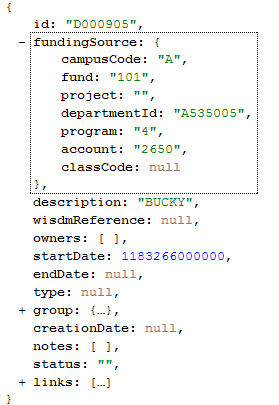 {
id: "D000905",
- fundingSource: {
campusCode: "A",
fund: "101",
project: "",
departmentId: "A535005",
program: "4",
account: "2650",
classCode: null
},
description: "BUCKY",
wisdmReference: null,
owners: [ ],
startDate: 1183266000000,
endDate: null,
type: null,
+ group: {…},
creationDate: null,
notes: [ ],
status: "",
+ links: […]
}